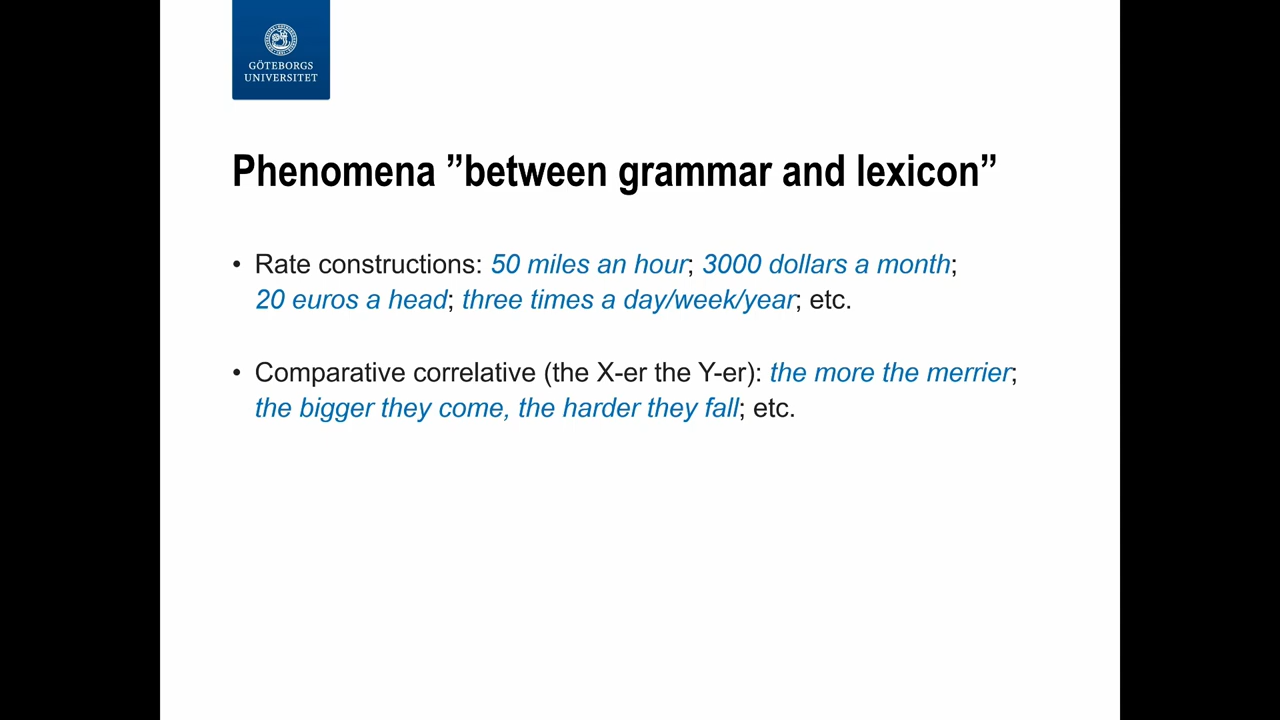 GÖTEBORGS
UNIVERSITET
Phenomena ”between grammar and lexicon”
• Rate constructions: 50 miles an hour; 3000 dollars a month;
20 euros a head; three times a day/week/year; etc.
• Comparative correlative (the X-er the Y-er): the more the merrier;
the bigger they come, the harder they fall; etc.